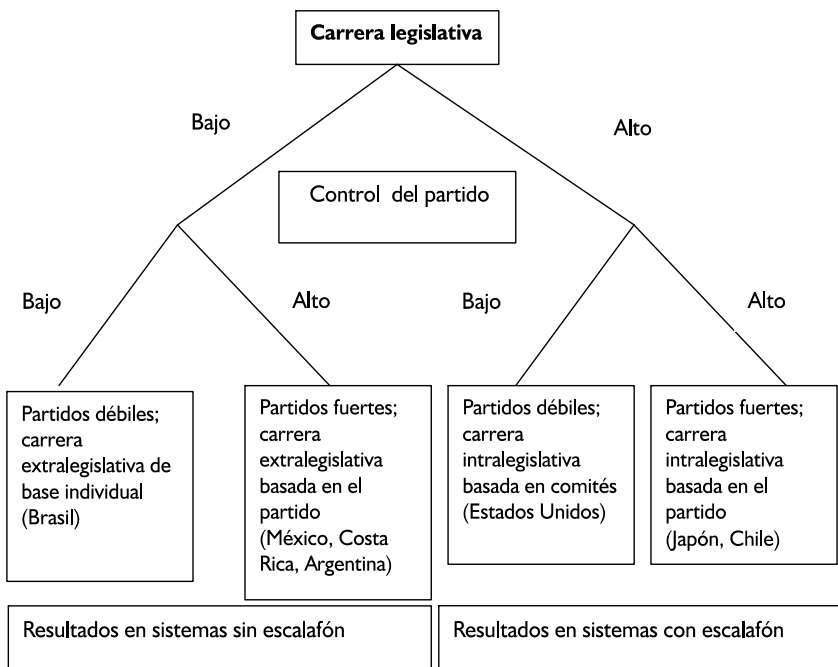 Carrera legislativa
Bajo
Alto
Control del partido
Bajo
Alto
Bajo
Alto
Partidos débiles;
carrera
extralegislativa de
base individual
(Brasil)
Partidos fuertes;
carrera
extralegislativa
basada en el
partido
(México, Costa
Rica, Argentina)
Partidos débiles;
carrera
intralegislativa
basada en comités
(Estados Unidos)
Partidos fuertes;
carrera
intralegislativa
basada en el
partido
(Japón, Chile)
Resultados en sistemas sin escalafón
Resultados en sistemas con escalafón